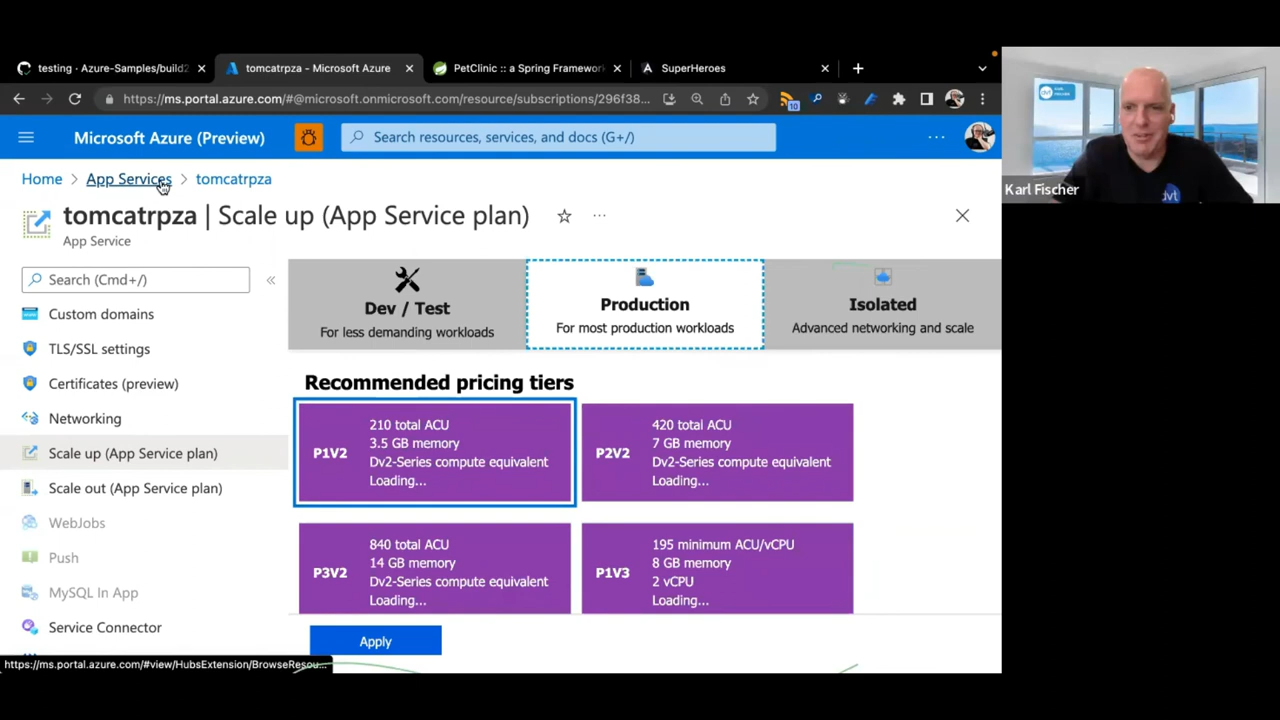 testing · Azure-Samples/build2
tomcatrpza - Microsoft Azure
PetClinic :: a Spring Framework
SuperHeroes
https://ms.portal.azure.com/#@microsoft.onmicrosoft.com/resource/subscriptions/296f38...
10
Microsoft Azure (Preview)
Search resources, services, and docs (G+/)
Home > App Services > tomcatrpza
tomcatrpza | Scale up (App Service plan)
App Service
Search (Cmd+/)
Custom domains
TLS/SSL settings
Certificates (preview)
Networking
Scale up (App Service plan)
Scale out (App Service plan)
WebJobs
Push
MySQL In App
Service Connector
Dev / Test
For less demanding workloads
Production
For most production workloads
Isolated
Advanced networking and scale
Recommended pricing tiers
P1V2
210 total ACU
3.5 GB memory
Dv2-Series compute equivalent
Loading...
P2V2
420 total ACU
7 GB memory
Dv2-Series compute equivalent
Loading...
P3V2
840 total ACU
14 GB memory
Dv2-Series compute equivalent
Loading...
P1V3
195 minimum ACU/vCPU
8 GB memory
2 vCPU
Loading...
Apply
https://ms.portal.azure.com/#view/HubsExtension/BrowseResou...
dvt
dvt
Karl Fischer